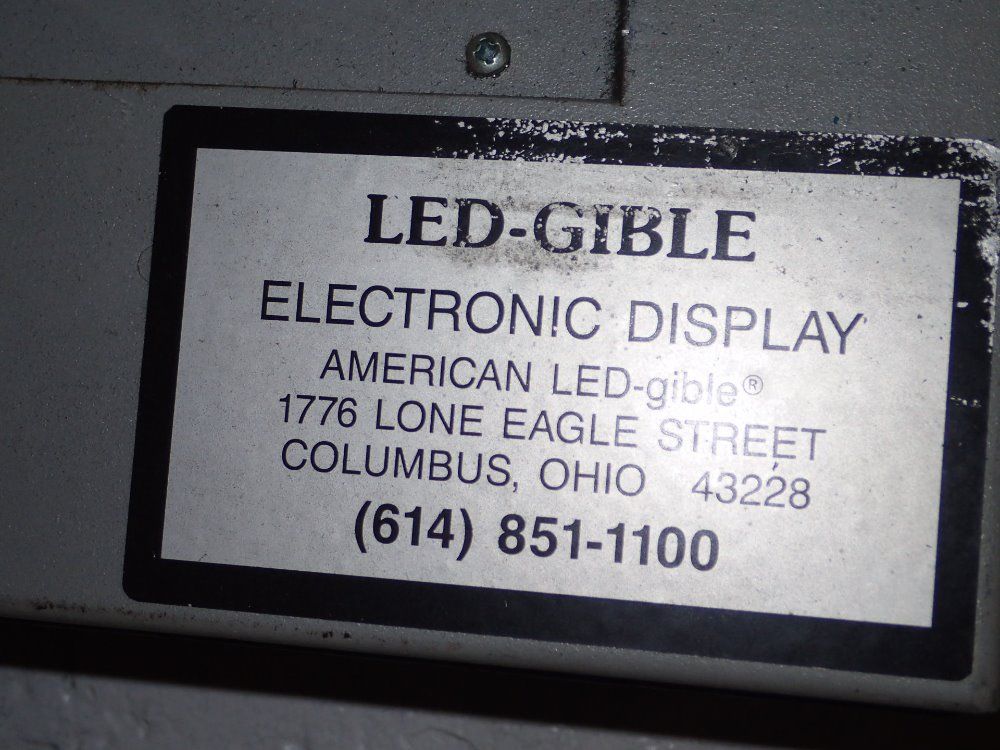 LED-GIBLE
ELECTRONIC DISPLAY
AMERICAN LED-gible®
1776 LONE EAGLE STREET
COLUMBUS, OHIO 43228
(614) 851-1100